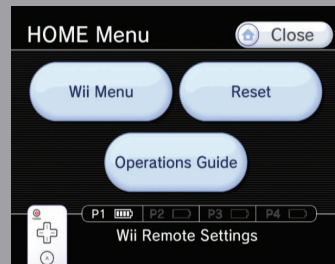 HOME Menu
Close
Wii Menu
Reset
Operations Guide
P1 P2 P3 P4
Wii Remote Settings
A